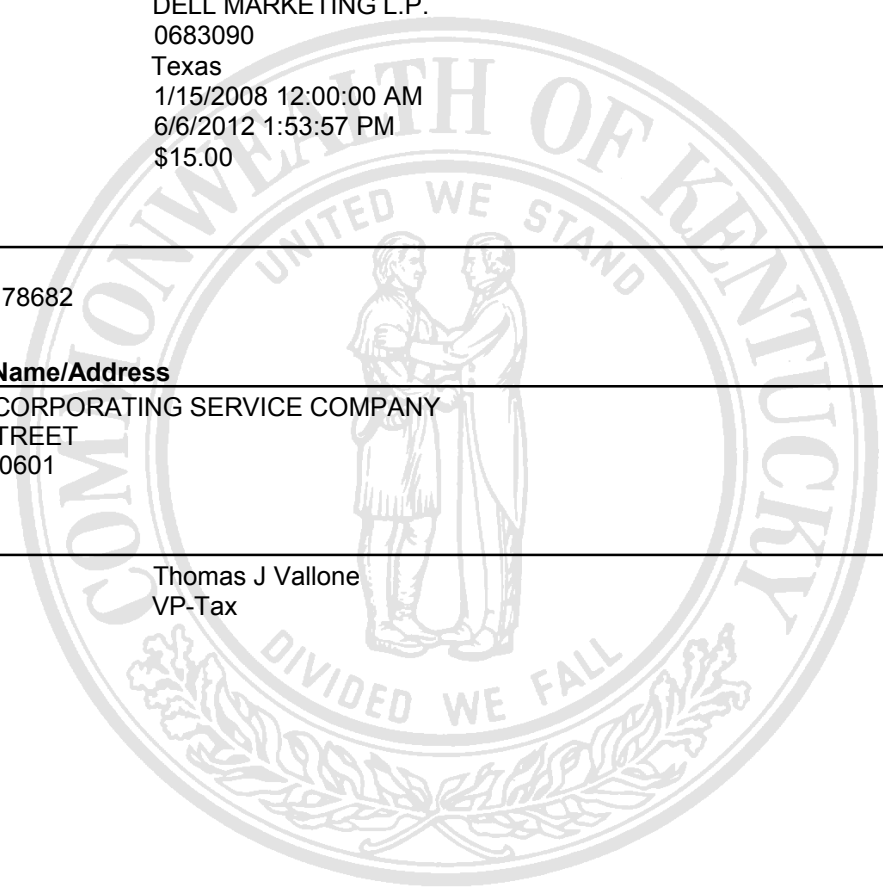 DELL MARKETING L.P.
0683090
Texas
1/15/2008 12:00:00 AM
6/6/2012 1:53:57 PM
$15.00
COMMONWEALTH OF KENTUCKY
UNITED WE STAND
78682
Name/Address
CORPORATING SERVICE COMPANY
TREET
0601
Thomas J Vallone
VP-Tax
DIVIDED WE FALL